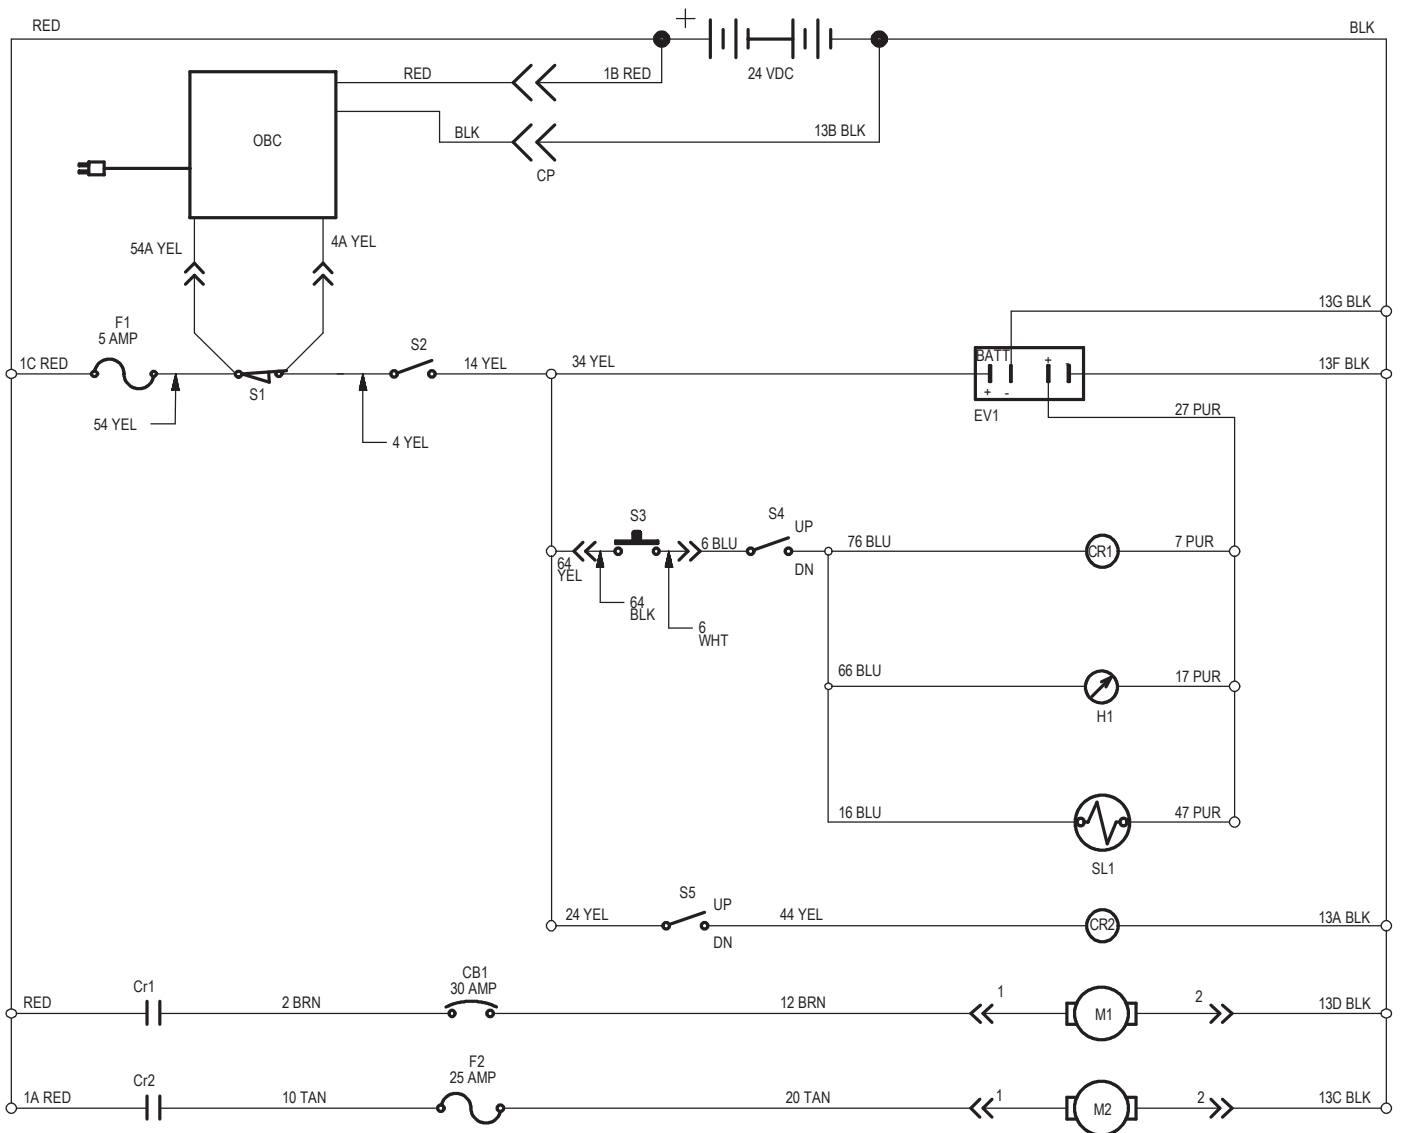 RED
+
BLK
RED
1B RED
24 VDC
BLK
13B BLK
OBC
CP
54A YEL
4A YEL
13G BLK
F1
5 AMP
S2
1C RED
14 YEL
34 YEL
BATT
+
13F BLK
S1
+ -
54 YEL
4 YEL
EV1
27 PUR
S3
S4
UP
6 BLU
76 BLU
CR1
7 PUR
64
YEL
DN
64
BLK
6
WHT
66 BLU
17 PUR
H1
16 BLU
47 PUR
SL1
S5
UP
24 YEL
44 YEL
CR2
13A BLK
DN
Cr1
CB1
30 AMP
RED
2 BRN
12 BRN
1
M1
2
13D BLK
Cr2
F2
25 AMP
1A RED
10 TAN
20 TAN
1
M2
2
13C BLK